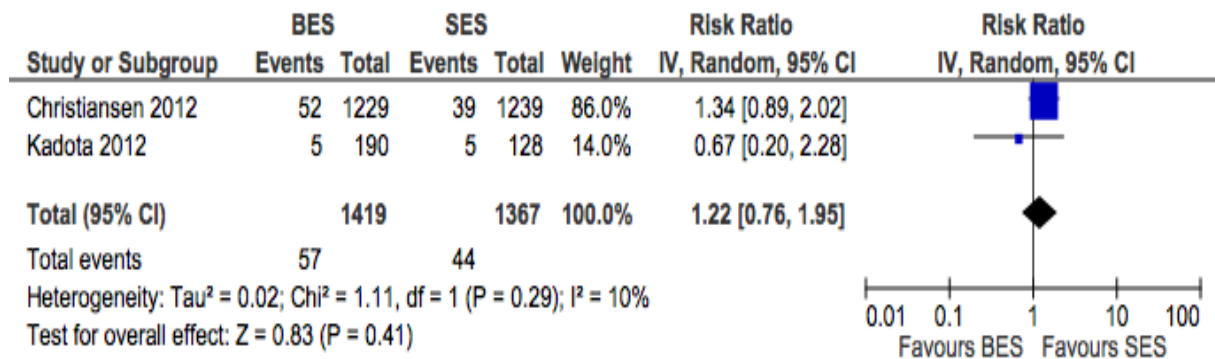 BES SES Risk Ratio Risk Ratio
Study or Subgroup Events Total Events Total Weight IV, Random, 95% CI IV, Random, 95% CI
Christiansen 2012 52 1229 39 1239 86.0% 1.34 [0.89, 2.02]
Kadota 2012 5 190 5 128 14.0% 0.67 [0.20, 2.28]
Total (95% CI) 1419 1367 100.0% 1.22 [0.76, 1.95]
Total events 57 44
Heterogeneity: Tau² = 0.02; Chi² = 1.11, df = 1 (P = 0.29); I² = 10%
Test for overall effect: Z = 0.83 (P = 0.41)
0.01 0.1 1 10 100
Favours BES Favours SES